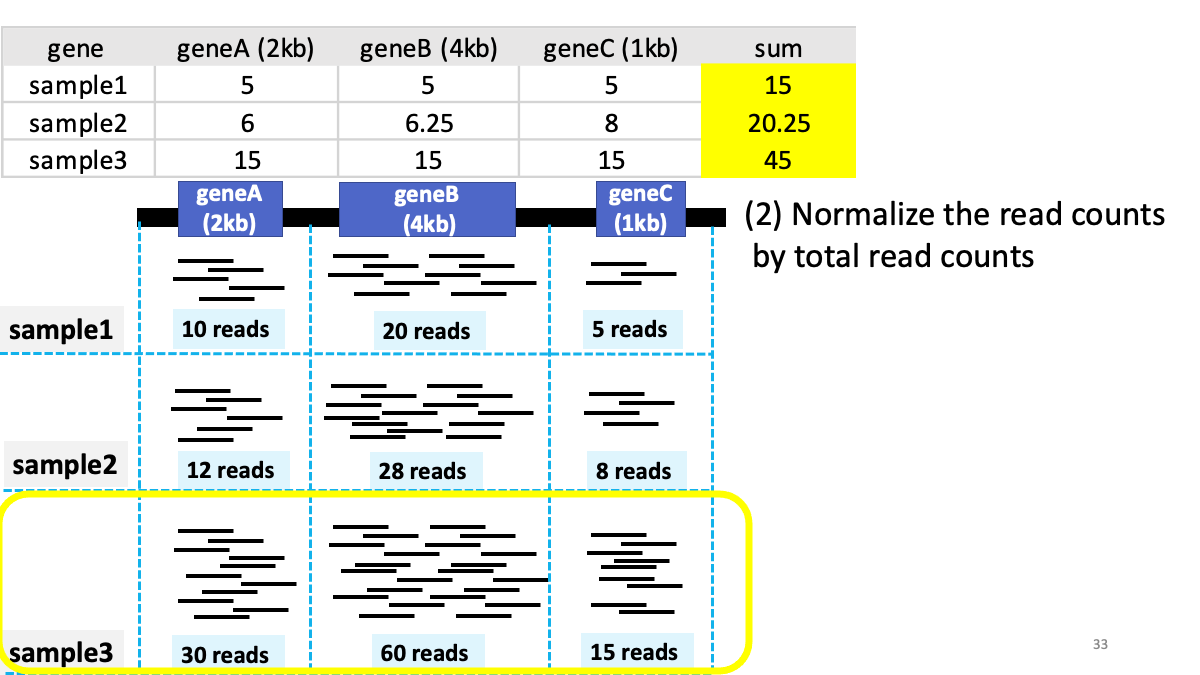 gene geneA (2kb) geneB (4kb) geneC (1kb) sum
sample1 5 5 5 15
sample2 6 6.25 8 20.25
sample3 15 15 15 45
geneA
(2kb)
geneB
(4kb)
geneC
(1kb)
(2) Normalize the read counts
by total read counts
sample1
10 reads
20 reads
5 reads
sample2
12 reads
28 reads
8 reads
sample3
30 reads
60 reads
15 reads
33